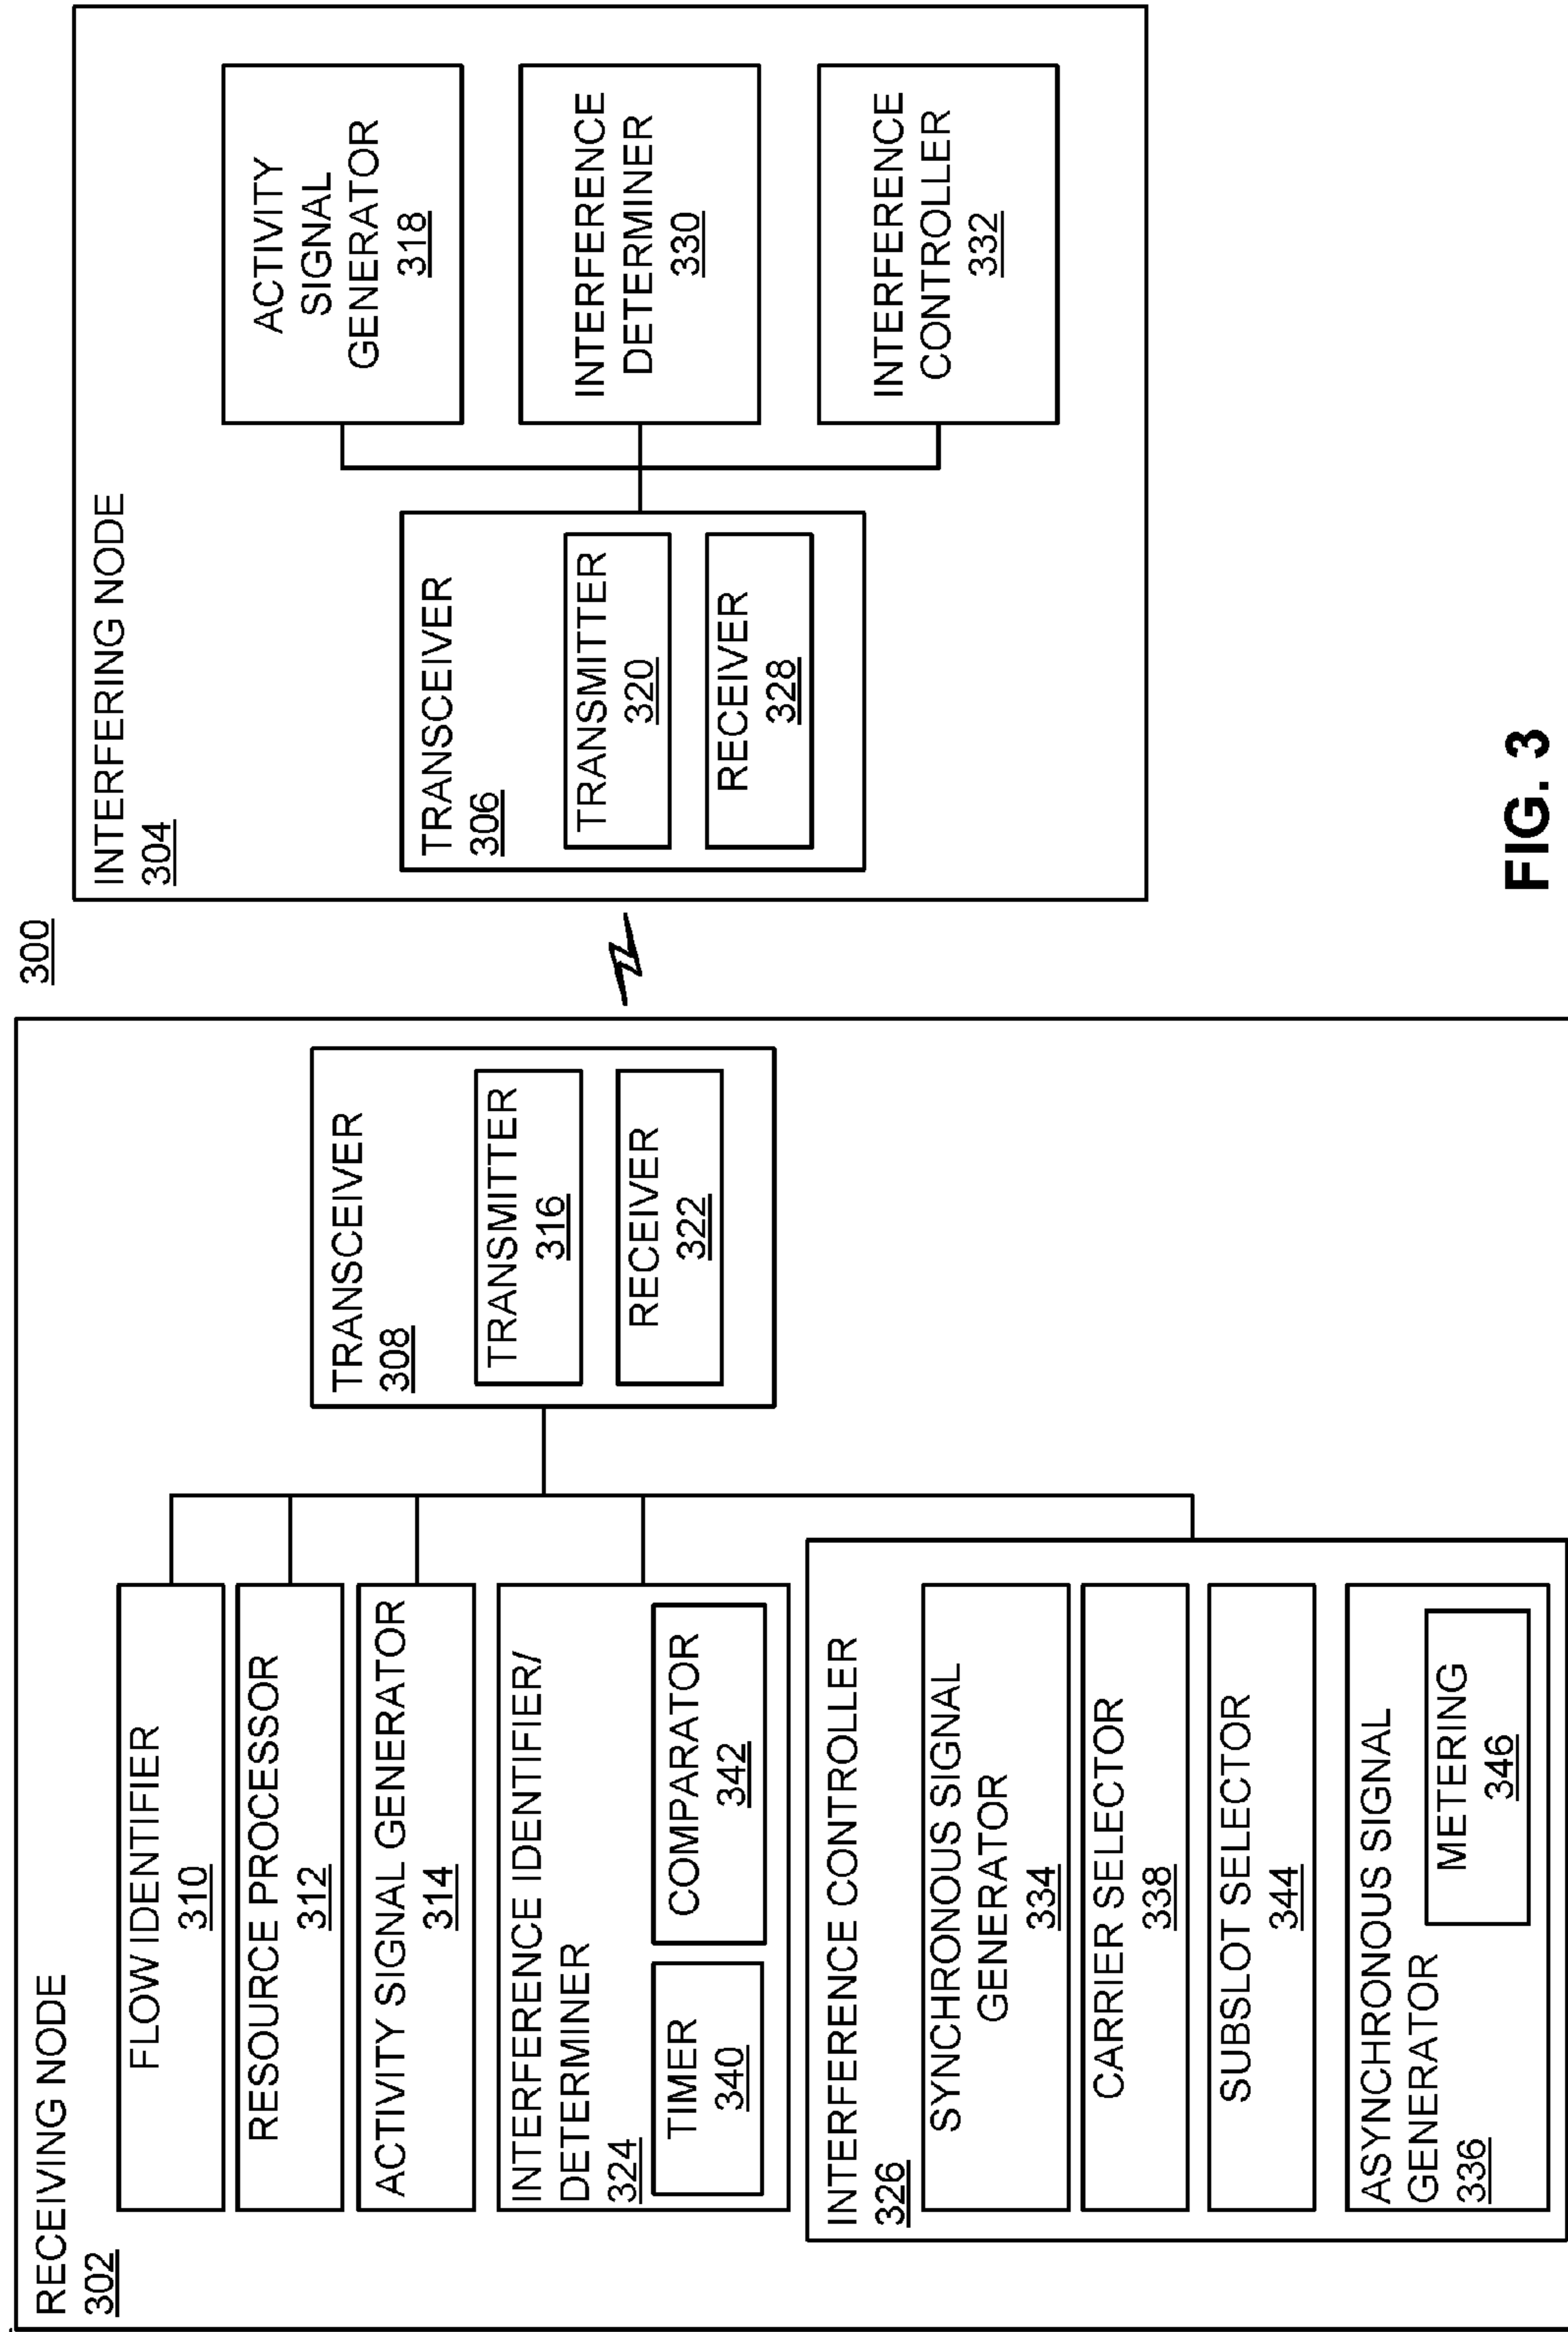 300
RECEIVING NODE
302
FLOW IDENTIFIER
310
RESOURCE PROCESSOR
312
ACTIVITY SIGNAL GENERATOR
314
INTERFERENCE IDENTIFIER/
DETERMINER
324
TIMER
340
COMPARATOR
342
INTERFERENCE CONTROLLER
326
SYNCHRONOUS SIGNAL
GENERATOR
334
CARRIER SELECTOR
338
SUBSLOT SELECTOR
344
ASYNCHRONOUS SIGNAL
GENERATOR
336
METERING
346
TRANSCEIVER
308
TRANSMITTER
316
RECEIVER
322
INTERFERING NODE
304
TRANSCEIVER
306
TRANSMITTER
320
RECEIVER
328
ACTIVITY
SIGNAL
GENERATOR
318
INTERFERENCE
DETERMINER
330
INTERFERENCE
CONTROLLER
332
FIG. 3